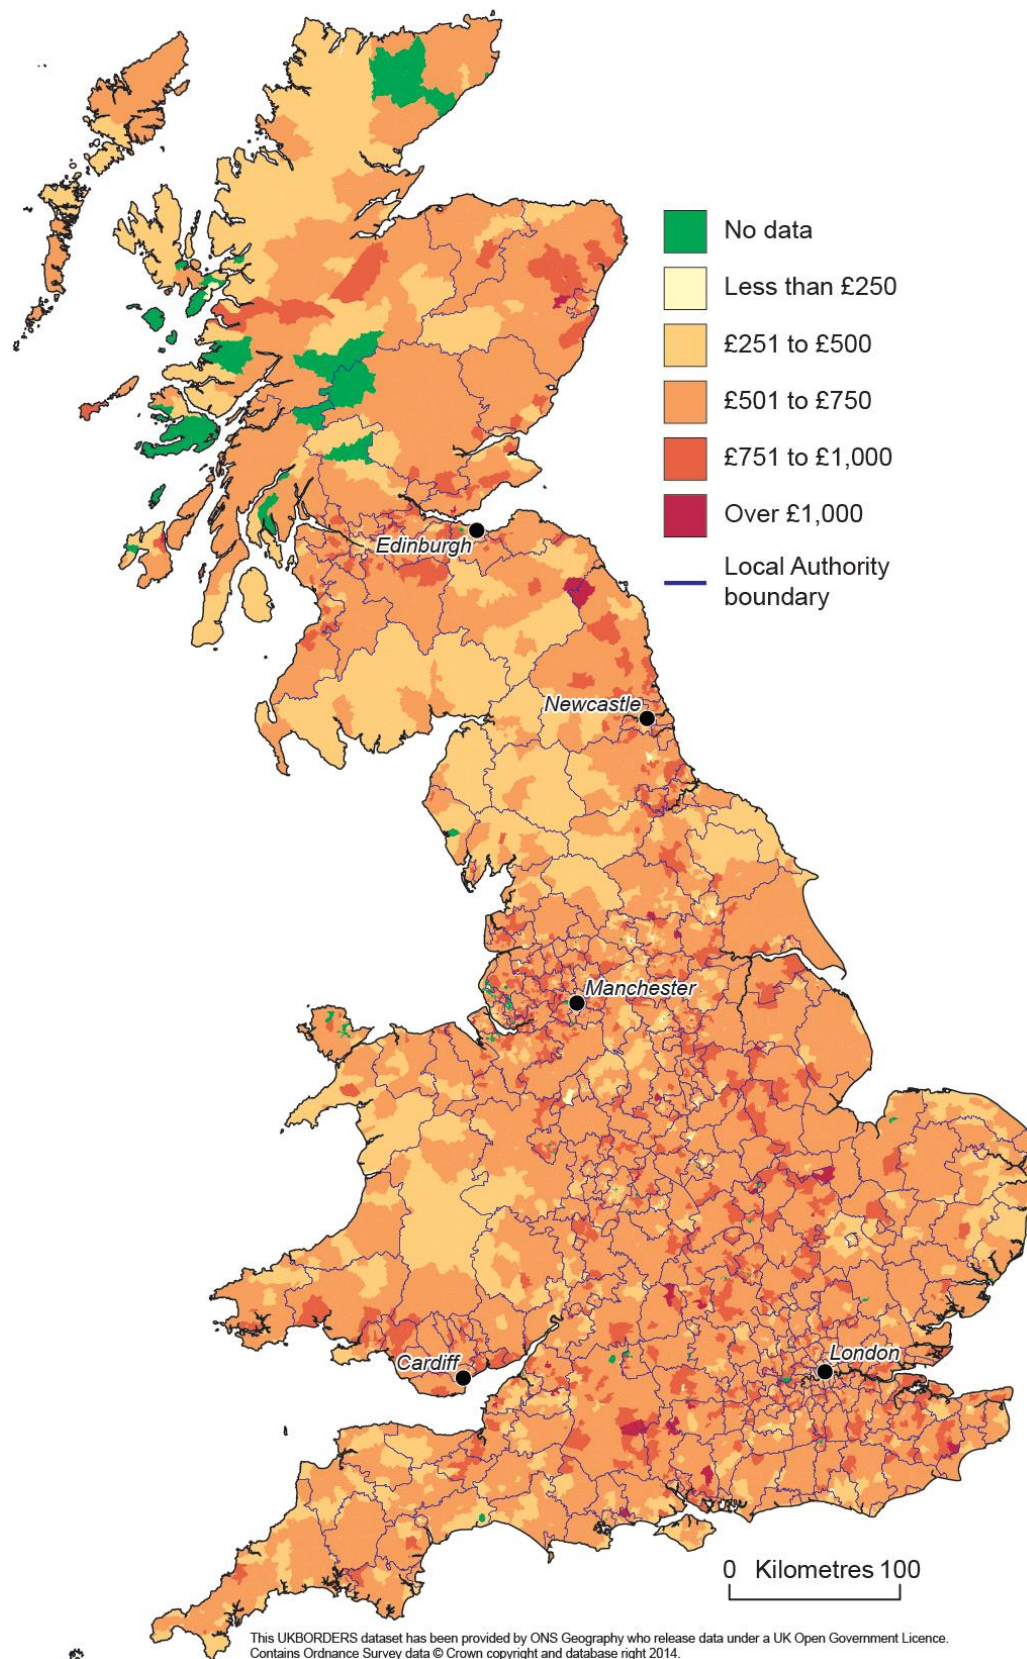 No data
Less than £250
£251 to £500
£501 to £750
£751 to £1,000
Over £1,000
Local Authority
boundary
Edinburgh
Newcastle
Manchester
Cardiff
London
0 Kilometres 100
This UKBORDERS dataset has been provided by ONS Geography who release data under a UK Open Government Licence.
Contains Ordnance Survey data © Crown copyright and database right 2014.